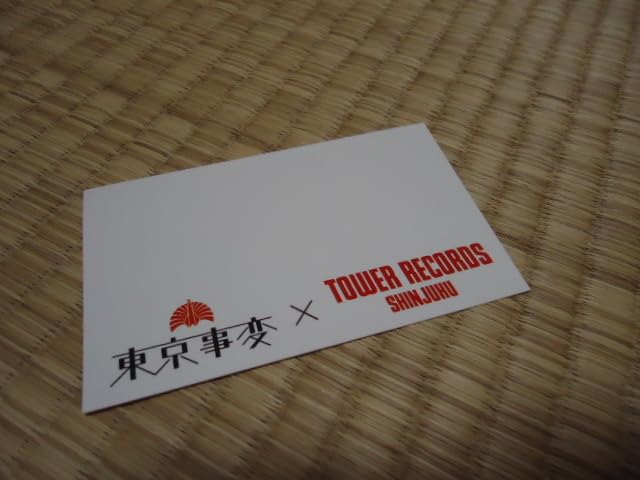 東京事変 × TOWER RECORDS
SHINJUKU